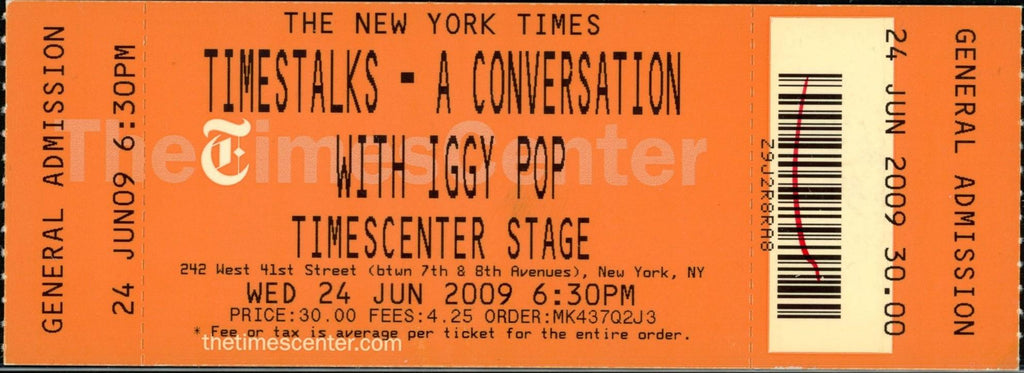 GENERAL ADMISSION
24 JUN09 6:30PM
THE NEW YORK TIMES
TIMESTALKS - A CONVERSATION
TheTimesCenter
WITH IGGY POP
TIMESCENTER STAGE
242 West 41st Street (btwn 7th & 8th Avenues), New York, NY
WED 24 JUN 2009 6:30PM
PRICE:30.00 FEES:4.25 ORDER:MK437Q2J3
* Fee or tax is average per ticket for the entire order.
thetimescenter.com
Z9J2R8RA8
24 JUN 2009 30.00
GENERAL ADMISSION